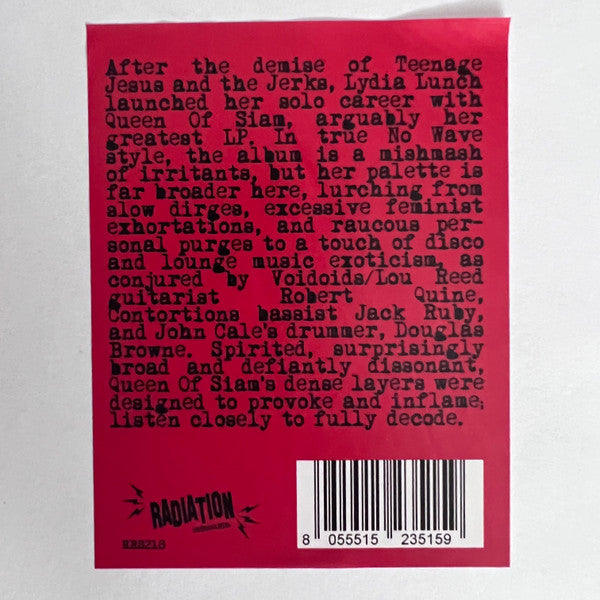 After the demise of Teenage
Jesus and the Jerks, Lydia Lunch
launched her solo career with
Queen Of Siam, arguably her
greatest LP. In true No Wave
style, the album is a mishmash
of irritants, but her palette is
far broader here, lurching from
slow dirges, excessive feminist
exhortations, and raucous per-
sonal purges to a touch of disco
and lounge music exoticism, as
conjured by Voidoids/Lou Reed
guitarist Robert Quine,
Contortions bassist Jack Ruby,
and John Cale's drummer, Douglas
Browne. Spirited, surprisingly
broad and defiantly dissonant,
Queen Of Siam's dense layers were
designed to provoke and inflame;
listen closely to fully decode.
RADIATION
RRS218
8 055515 235159